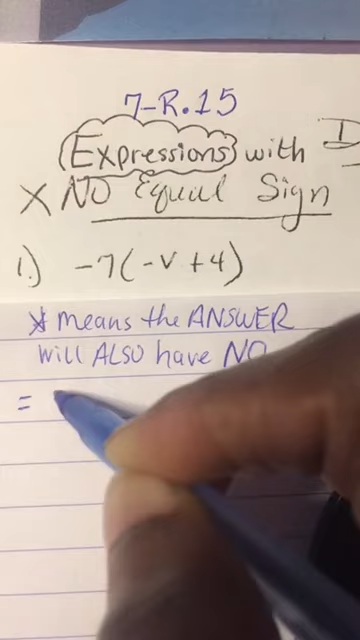 7-R.15
Expressions with D
X NO Equal Sign
1.) -7(-v+4)
* means the ANSWER
will ALSO have NO
=